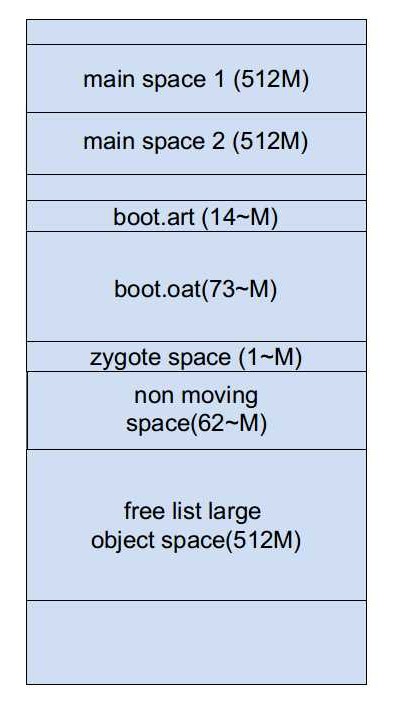 main space 1 (512M)
main space 2 (512M)
boot.art (14~M)
boot.oat(73~M)
zygote space (1~M)
non moving
space(62~M)
free list large
object space(512M)